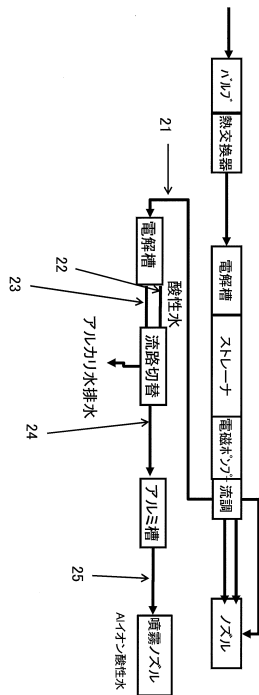 バルブ
熱交換器
電解槽
ストレーナ
電磁ポンプ
流調
ノズル
21
電解槽
22
酸性水
23
流路切替
アルカリ水排水
24
アルミ槽
25
噴霧ノズル
Alイオン酸性水